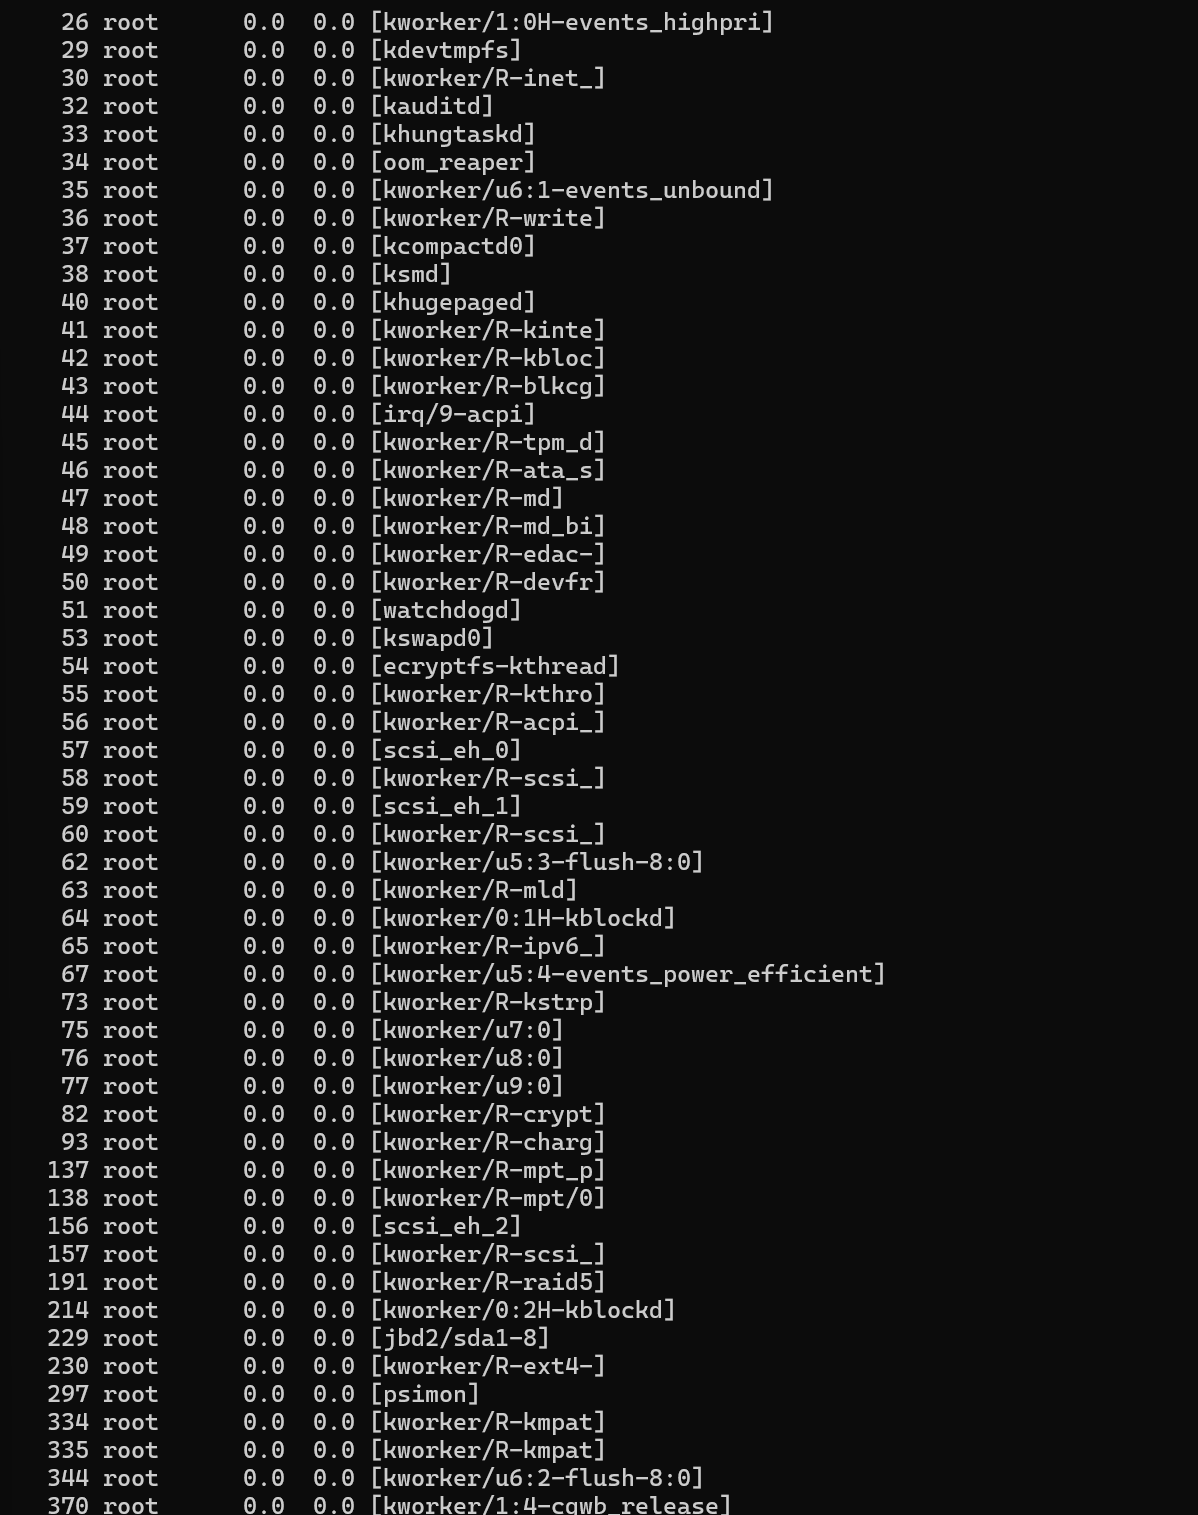 26 root 0.0 0.0 [kworker/1:0H-events_highpri]
29 root 0.0 0.0 [kdevtmpfs]
30 root 0.0 0.0 [kworker/R-inet_]
32 root 0.0 0.0 [kauditd]
33 root 0.0 0.0 [khungtaskd]
34 root 0.0 0.0 [oom_reaper]
35 root 0.0 0.0 [kworker/u6:1-events_unbound]
36 root 0.0 0.0 [kworker/R-write]
37 root 0.0 0.0 [kcompactd0]
38 root 0.0 0.0 [ksmd]
40 root 0.0 0.0 [khugepaged]
41 root 0.0 0.0 [kworker/R-kinte]
42 root 0.0 0.0 [kworker/R-kbloc]
43 root 0.0 0.0 [kworker/R-blkcg]
44 root 0.0 0.0 [irq/9-acpi]
45 root 0.0 0.0 [kworker/R-tpm_d]
46 root 0.0 0.0 [kworker/R-ata_s]
47 root 0.0 0.0 [kworker/R-md]
48 root 0.0 0.0 [kworker/R-md_bi]
49 root 0.0 0.0 [kworker/R-edac-]
50 root 0.0 0.0 [kworker/R-devfr]
51 root 0.0 0.0 [watchdogd]
53 root 0.0 0.0 [kswapd0]
54 root 0.0 0.0 [ecryptfs-kthread]
55 root 0.0 0.0 [kworker/R-kthro]
56 root 0.0 0.0 [kworker/R-acpi_]
57 root 0.0 0.0 [scsi_eh_0]
58 root 0.0 0.0 [kworker/R-scsi_]
59 root 0.0 0.0 [scsi_eh_1]
60 root 0.0 0.0 [kworker/R-scsi_]
62 root 0.0 0.0 [kworker/u5:3-flush-8:0]
63 root 0.0 0.0 [kworker/R-mld]
64 root 0.0 0.0 [kworker/0:1H-kblockd]
65 root 0.0 0.0 [kworker/R-ipv6_]
67 root 0.0 0.0 [kworker/u5:4-events_power_efficient]
73 root 0.0 0.0 [kworker/R-kstrp]
75 root 0.0 0.0 [kworker/u7:0]
76 root 0.0 0.0 [kworker/u8:0]
77 root 0.0 0.0 [kworker/u9:0]
82 root 0.0 0.0 [kworker/R-crypt]
93 root 0.0 0.0 [kworker/R-charg]
137 root 0.0 0.0 [kworker/R-mpt_p]
138 root 0.0 0.0 [kworker/R-mpt/0]
156 root 0.0 0.0 [scsi_eh_2]
157 root 0.0 0.0 [kworker/R-scsi_]
191 root 0.0 0.0 [kworker/R-raid5]
214 root 0.0 0.0 [kworker/0:2H-kblockd]
229 root 0.0 0.0 [jbd2/sda1-8]
230 root 0.0 0.0 [kworker/R-ext4-]
297 root 0.0 0.0 [psimon]
334 root 0.0 0.0 [kworker/R-kmpat]
335 root 0.0 0.0 [kworker/R-kmpat]
344 root 0.0 0.0 [kworker/u6:2-flush-8:0]
370 root 0.0 0.0 [kworker/1:4-cgwb_release]